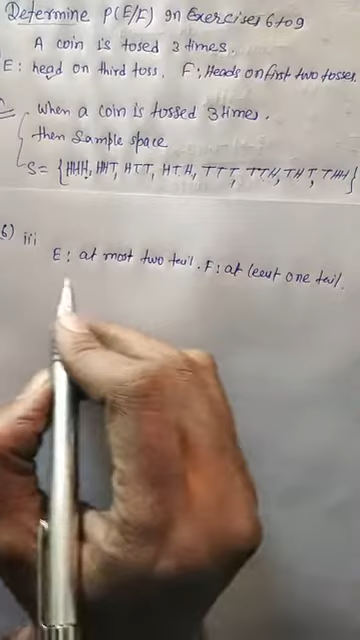 Determine P(E/F) in Exercises 6 to 9
A coin is tosed 3 times.
E: head on third toss. F: Heads on first two tosses.
when a coin is tossed 3 times.
then Sample space
S = {HHH, HHT, HTT, HTH, TTT, TTH, THT, THH}
6) iii
E: at most two tail. F: at least one tail.